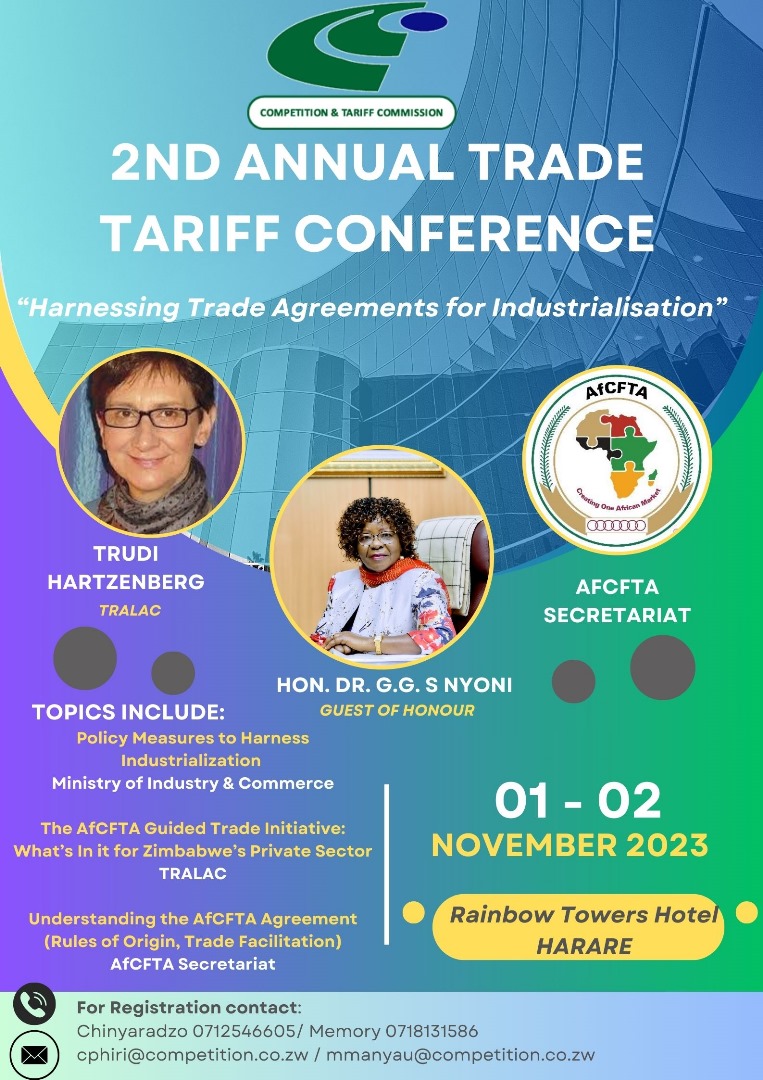 COMPETITION & TARIFF COMMISSION
2ND ANNUAL TRADE
TARIFF CONFERENCE
“Harnessing Trade Agreements for Industrialisation”
AfCFTA
Creating One African Market
TRUDI
HARTZENBERG
TRALAC
HON. DR. G.G. S NYONI
GUEST OF HONOUR
AFCFTA
SECRETARIAT
TOPICS INCLUDE:
Policy Measures to Harness
Industrialization
Ministry of Industry & Commerce
The AfCFTA Guided Trade Initiative:
What’s In it for Zimbabwe’s Private Sector
TRALAC
Understanding the AfCFTA Agreement
(Rules of Origin, Trade Facilitation)
AfCFTA Secretariat
01 - 02
NOVEMBER 2023
Rainbow Towers Hotel
HARARE
For Registration contact:
Chinyaradzo 0712546605/ Memory 0718131586
cphiri@competition.co.zw / mmanyau@competition.co.zw